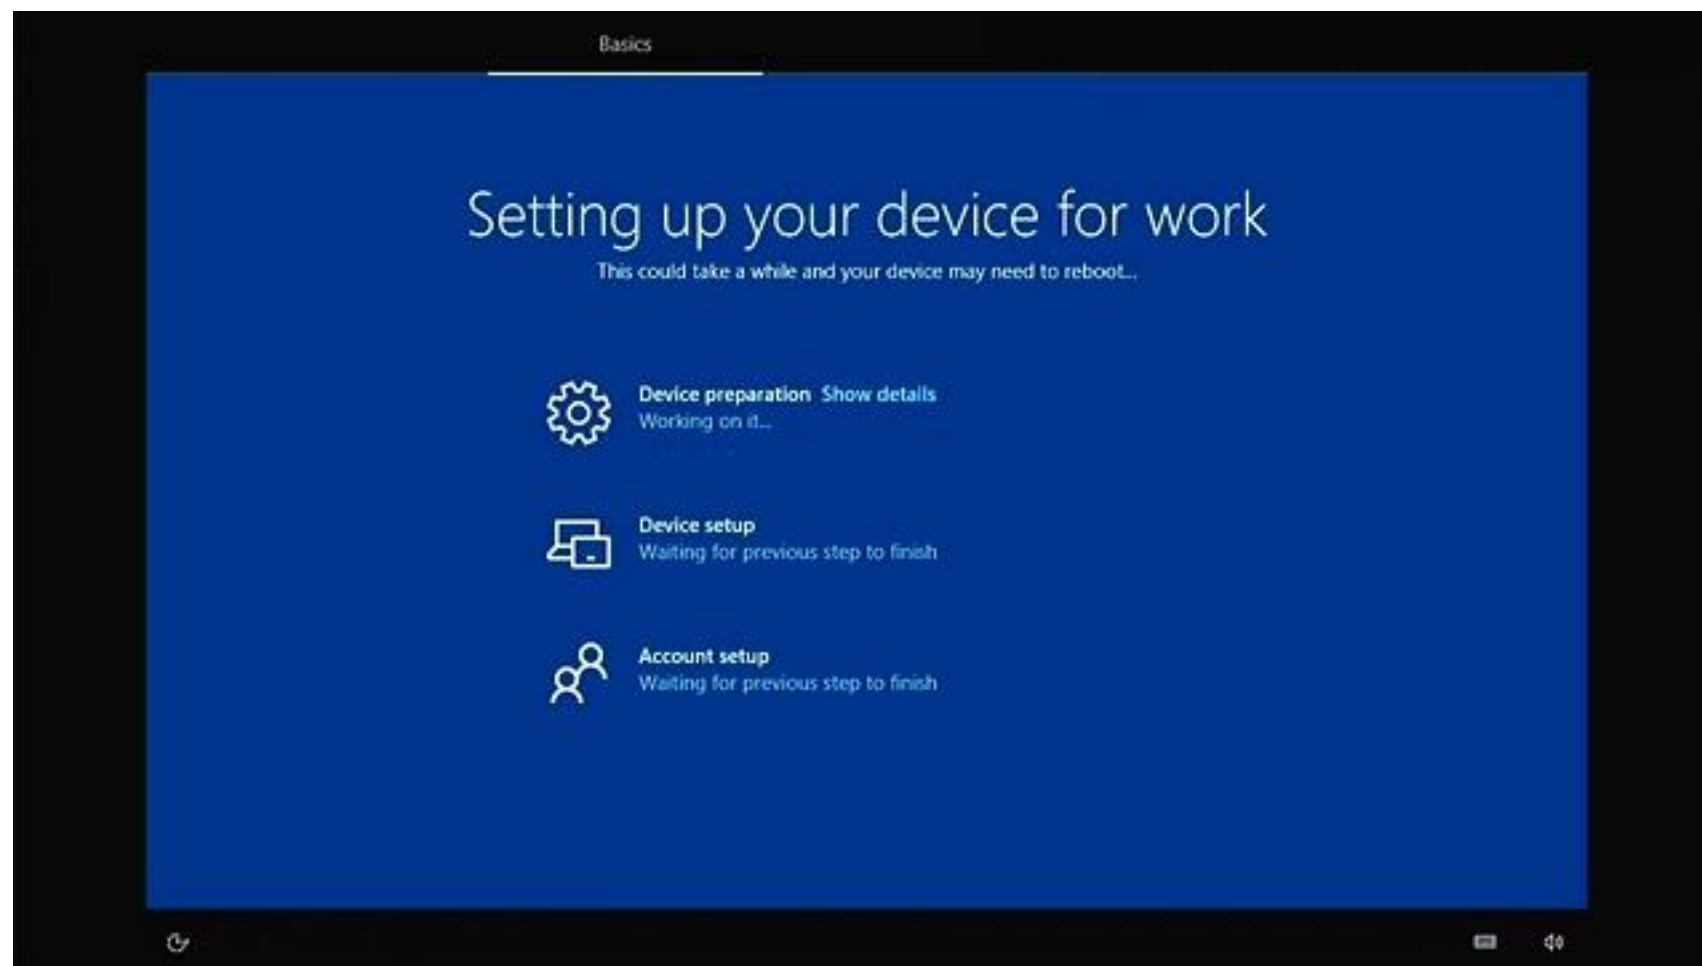 Basics
Setting up your device for work
This could take a while and your device may need to reboot...
Device preparation Show details
Working on it...
Device setup
Waiting for previous step to finish
Account setup
Waiting for previous step to finish